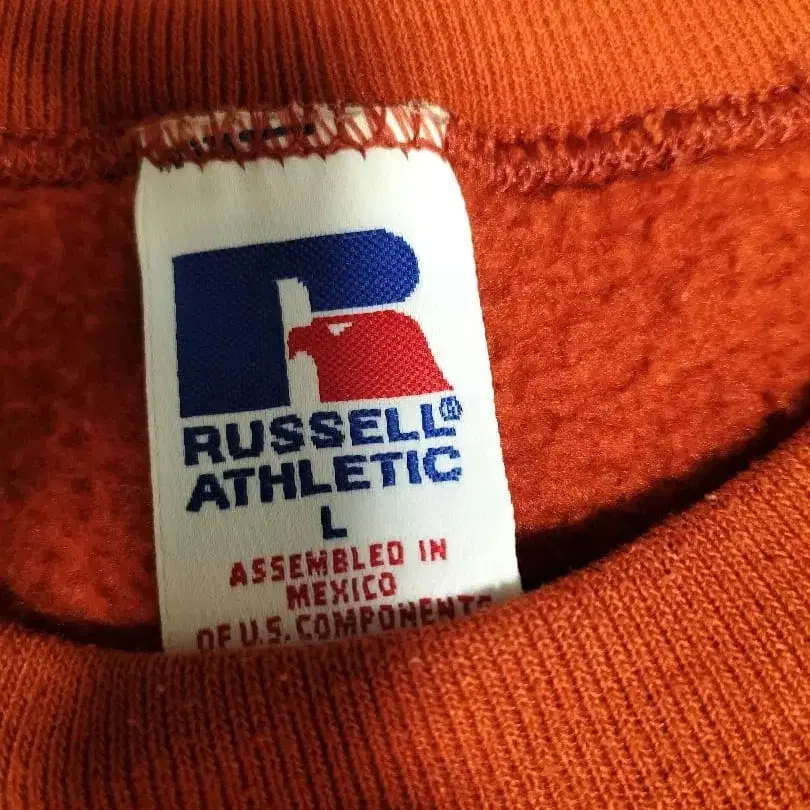 RUSSELL®
ATHLETIC
L
ASSEMBLED IN
MEXICO
OF U.S. COMPONENTS